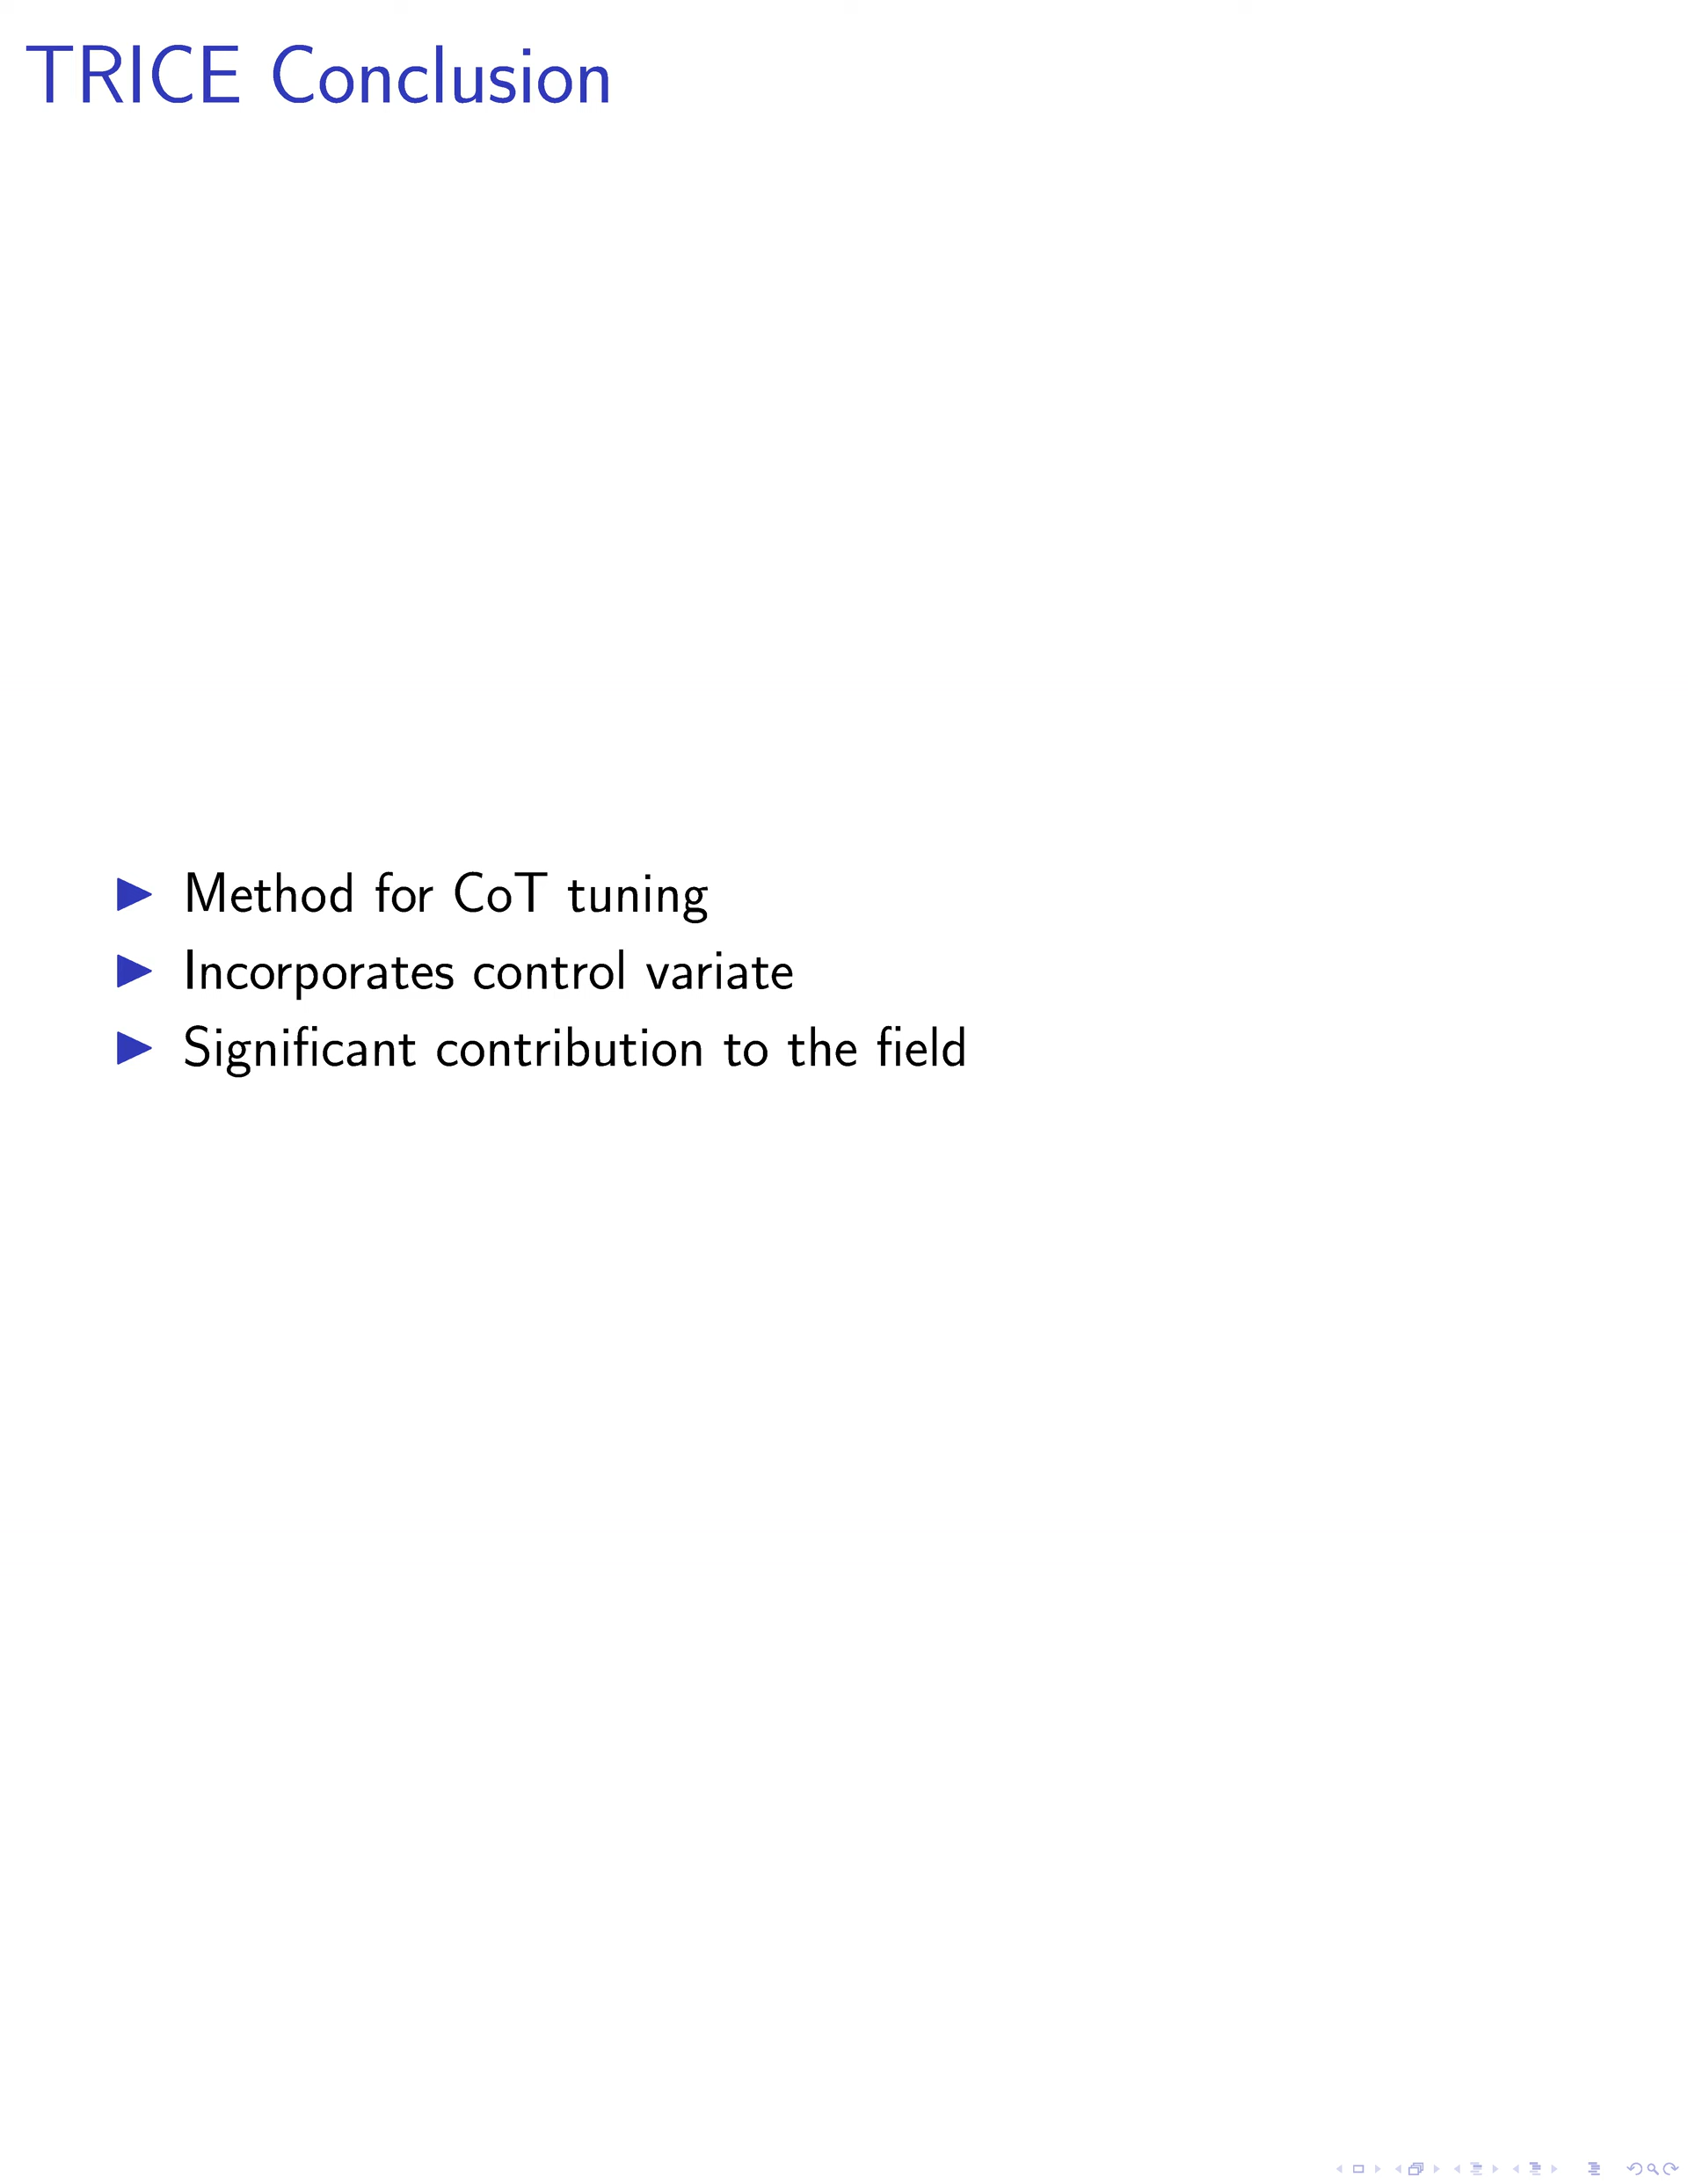 TRICE Conclusion
Method for CoT tuning
Incorporates control variate
Significant contribution to the field